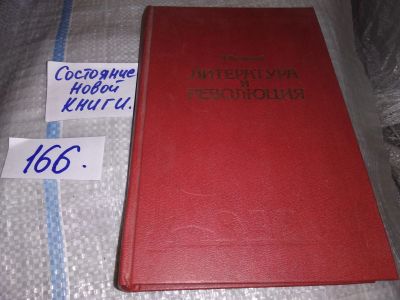 Состояние
новой
книги.
166.
ЛИТЕРАТУРА
И
РЕВОЛЮЦИЯ